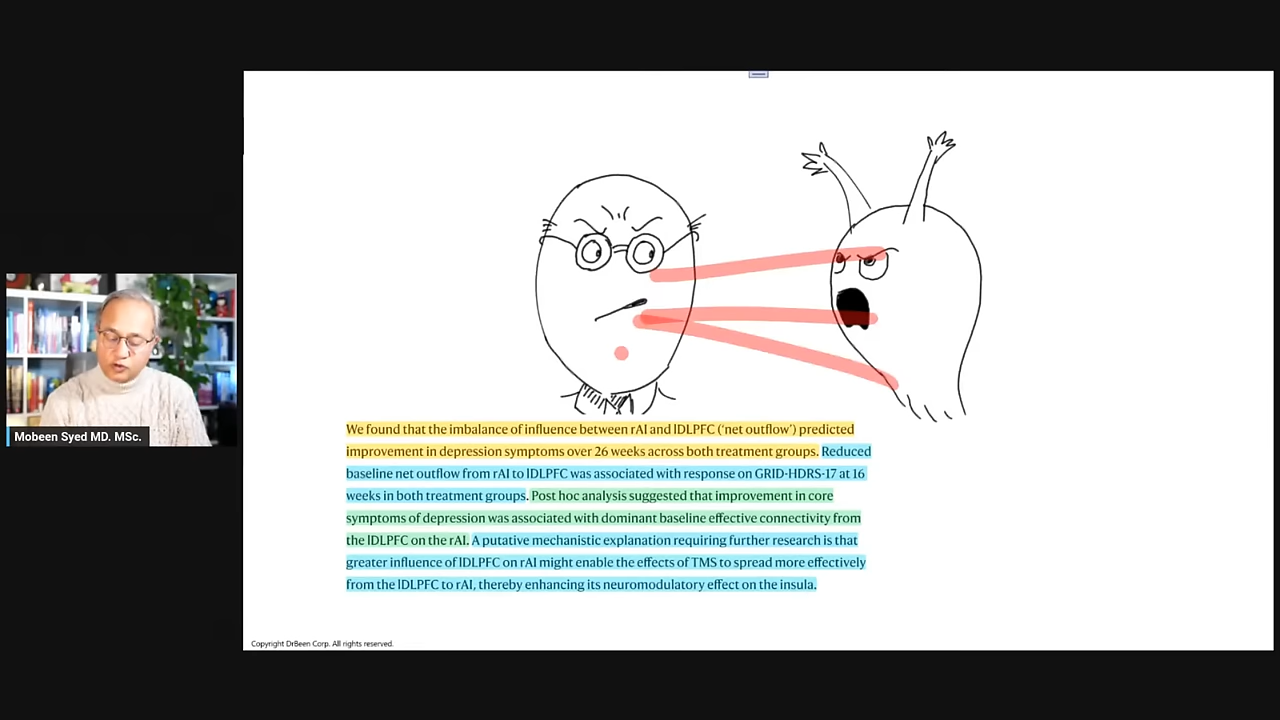 Mobeen Syed MD. MSc.
We found that the imbalance of influence between rAI and lDLPFC (‘net outflow’) predicted
improvement in depression symptoms over 26 weeks across both treatment groups. Reduced
baseline net outflow from rAI to lDLPFC was associated with response on GRID-HDRS-17 at 16
weeks in both treatment groups. Post hoc analysis suggested that improvement in core
symptoms of depression was associated with dominant baseline effective connectivity from
the lDLPFC on the rAI. A putative mechanistic explanation requiring further research is that
greater influence of lDLPFC on rAI might enable the effects of TMS to spread more effectively
from the lDLPFC to rAI, thereby enhancing its neuromodulatory effect on the insula.
Copyright DrBeen Corp. All rights reserved.